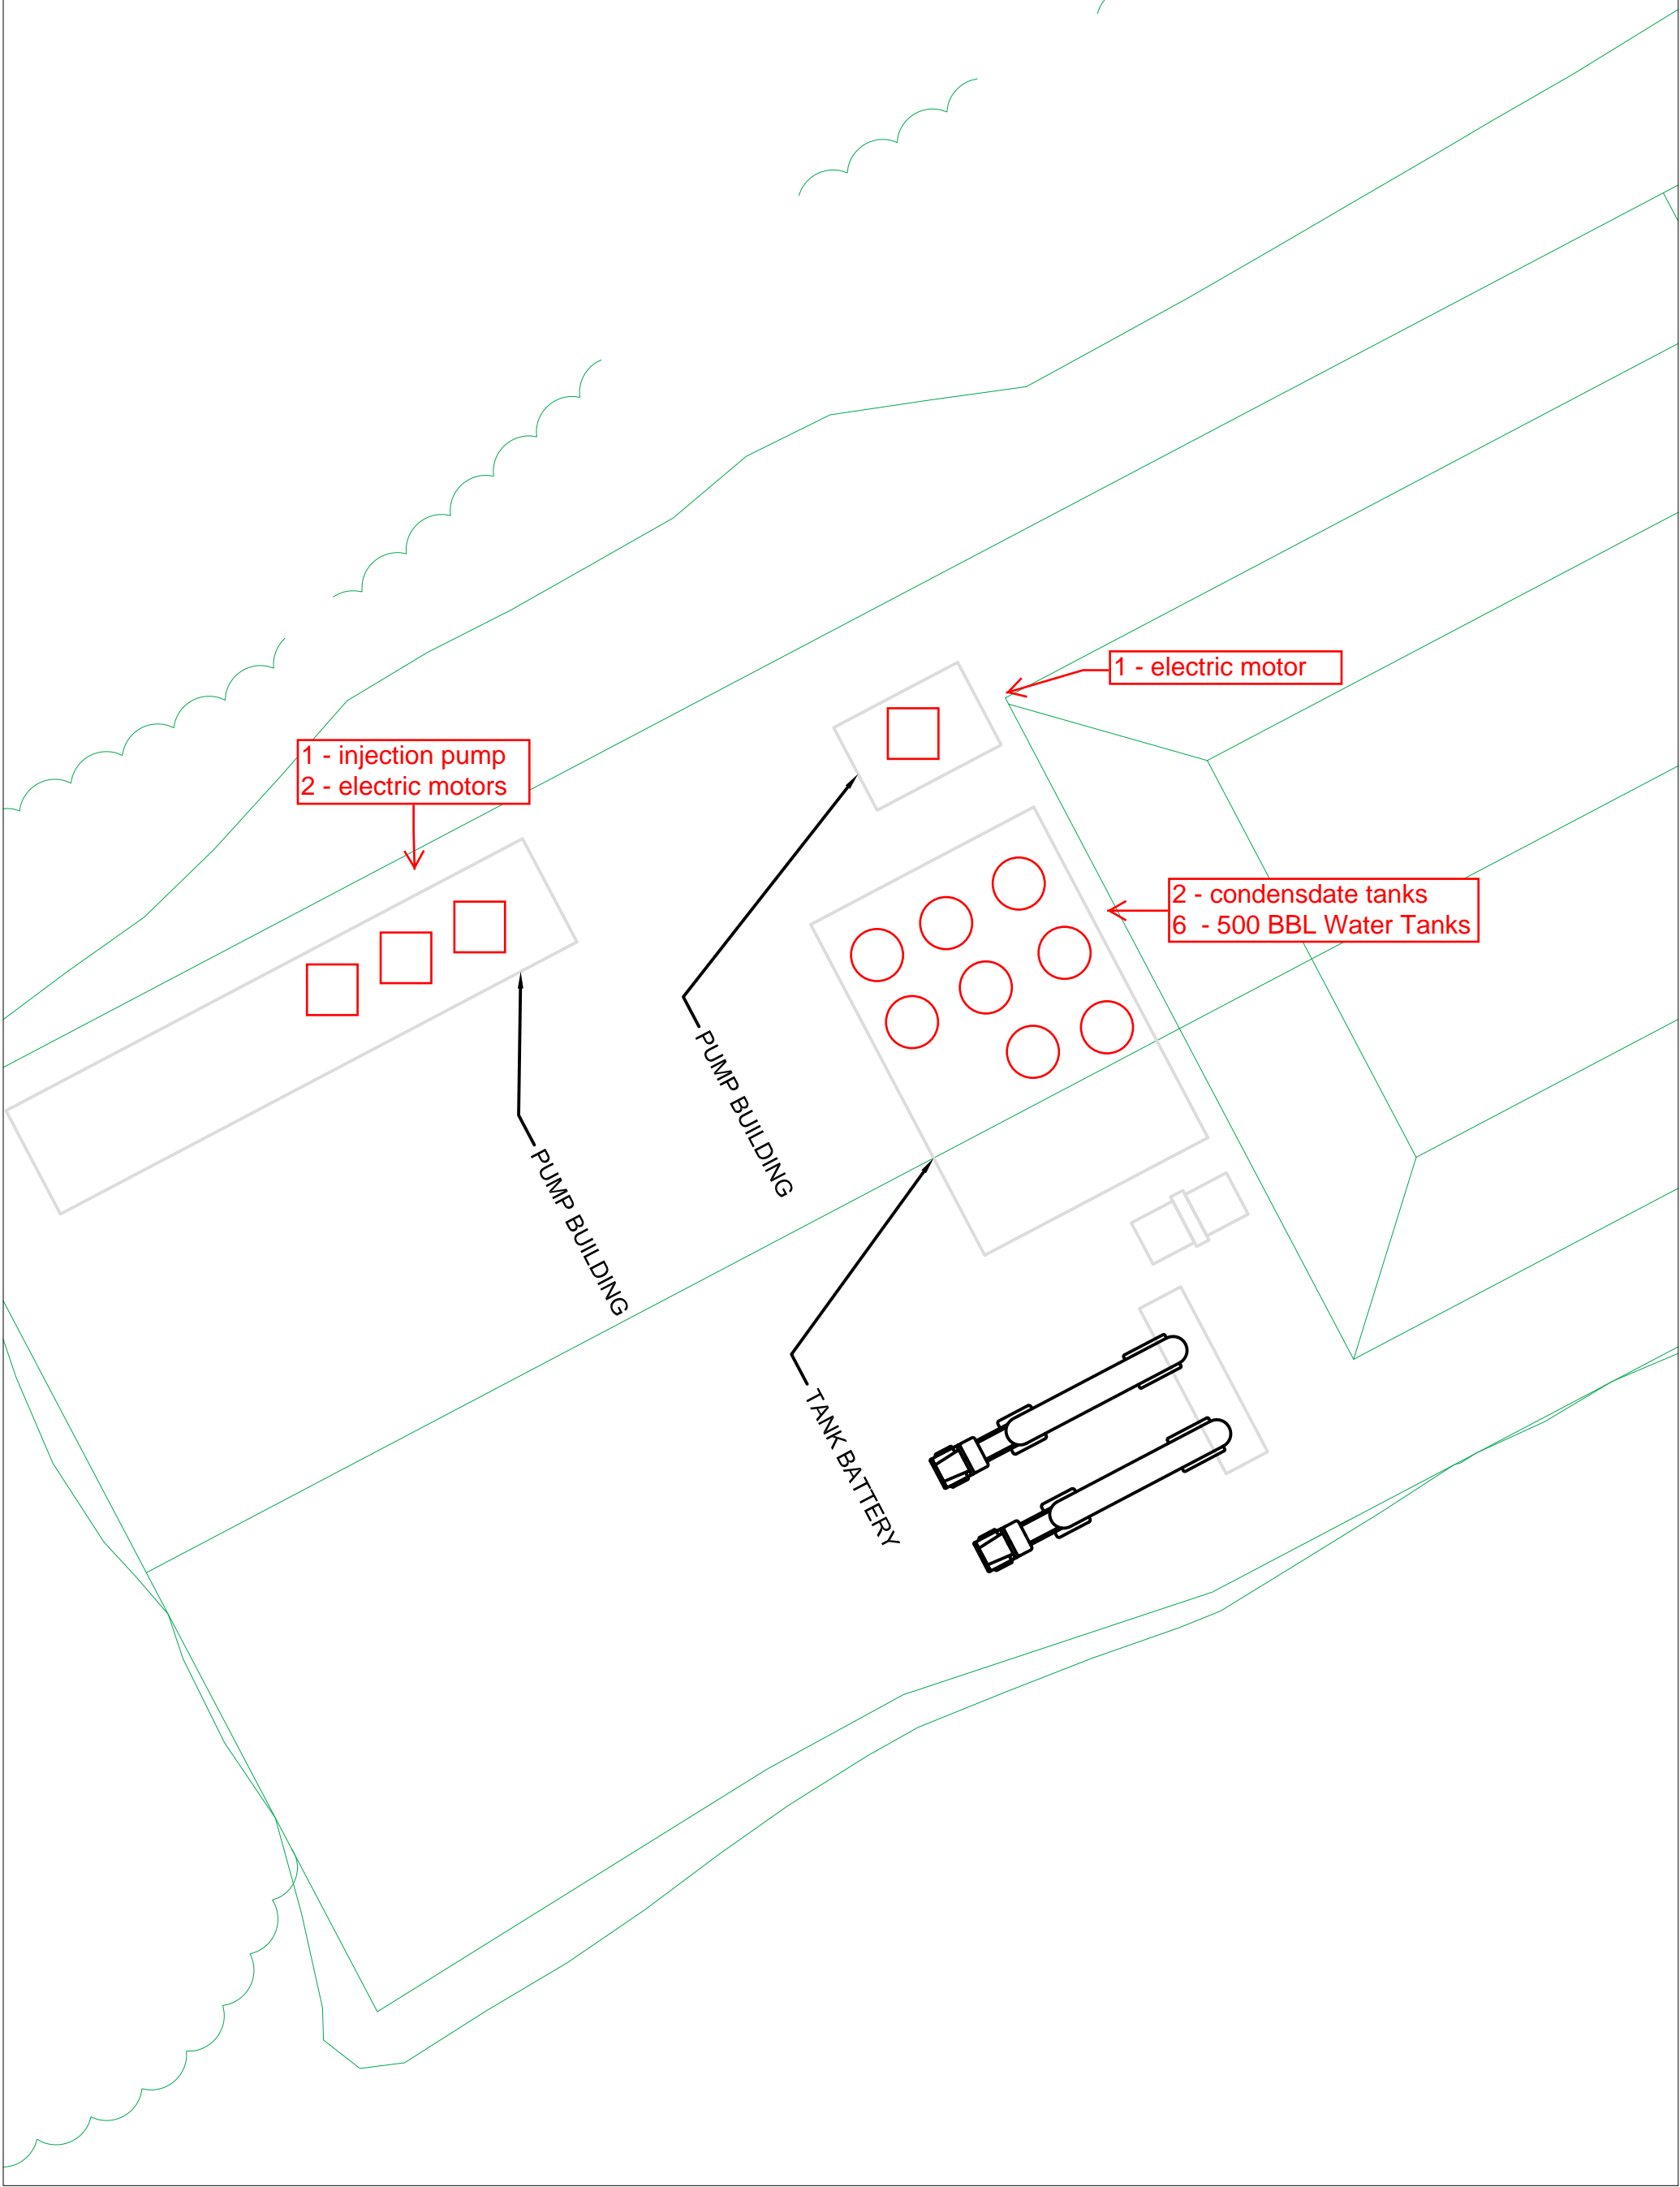 1 - electric motor
1 - injection pump
2 - electric motors
2 - condensdate tanks
6  - 500 BBL Water Tanks
PUMP BUILDING
PUMP BUILDING
TANK BATTERY